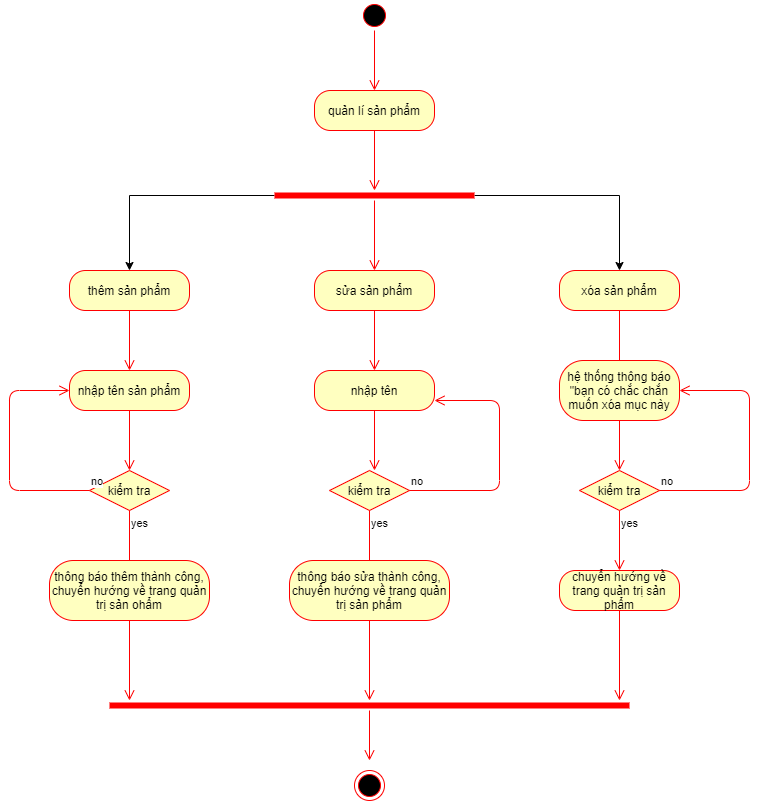 quản lí sản phẩm
thêm sản phẩm
sửa sản phẩm
xóa sản phẩm
nhập tên sản phẩm
nhập tên
hệ thống thông báo
"bạn có chắc chắn
muốn xóa mục này
no
kiểm tra
no
kiểm tra
no
kiểm tra
yes
yes
yes
thông báo thêm thành công,
chuyển hướng về trang quản
trị sản ohẩm
thông báo sửa thành công,
chuyển hướng về trang quản
trị sản phẩm
chuyển hướng về
trang quản trị sản
phẩm